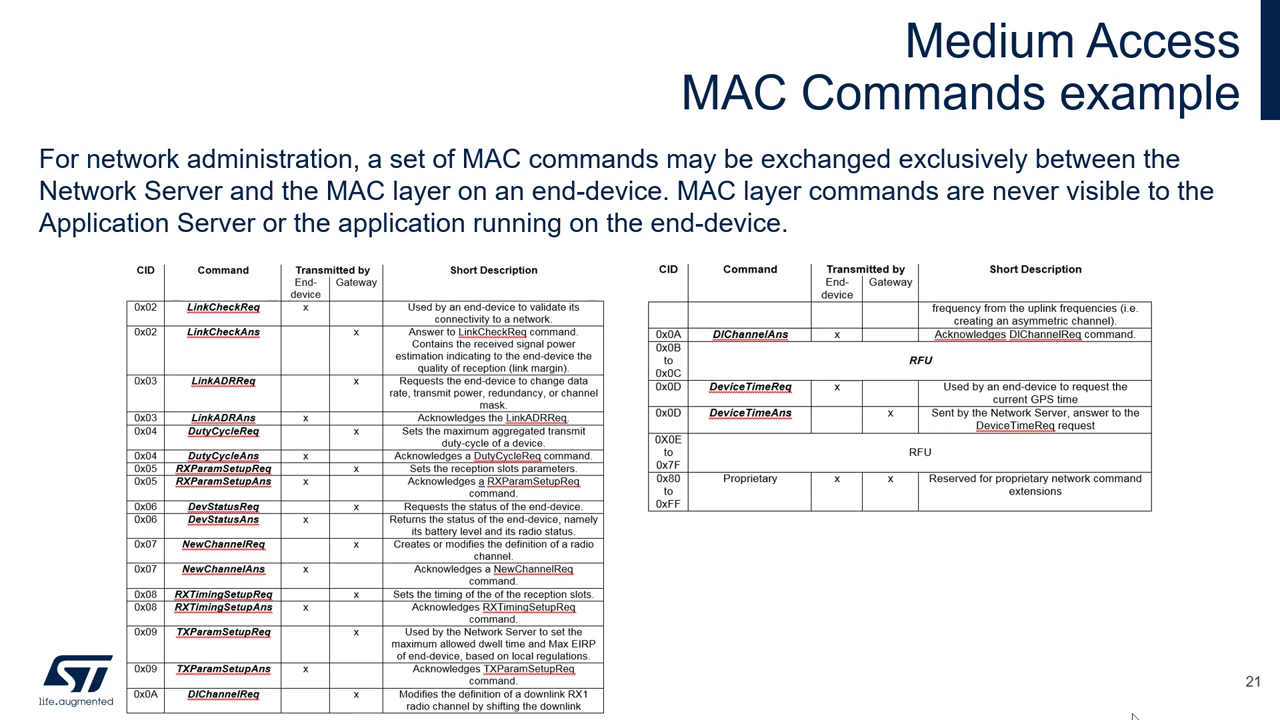 Medium Access
MAC Commands example
For network administration, a set of MAC commands may be exchanged exclusively between the
Network Server and the MAC layer on an end-device. MAC layer commands are never visible to the
Application Server or the application running on the end-device.
CID Command Transmitted by Short Description
End-device Gateway
0x02 LinkCheckReq x Used by an end-device to validate its
connectivity to a network.
0x02 LinkCheckAns x Answer to LinkCheckReq command.
Contains the received signal power
estimation indicating to the end-device the
quality of reception (link margin).
0x03 LinkADRReq x Requests the end-device to change data
rate, transmit power, redundancy, or channel
mask.
0x03 LinkADRAns x Acknowledges the LinkADRReq.
0x04 DutyCycleReq x Sets the maximum aggregated transmit
duty-cycle of a device.
0x04 DutyCycleAns x Acknowledges a DutyCycleReq command.
0x05 RXParamSetupReq x Sets the reception slots parameters.
0x05 RXParamSetupAns x Acknowledges a RXParamSetupReq
command.
0x06 DevStatusReq x Requests the status of the end-device.
0x06 DevStatusAns x Returns the status of the end-device, namely
its battery level and its radio status.
0x07 NewChannelReq x Creates or modifies the definition of a radio
channel.
0x07 NewChannelAns x Acknowledges a NewChannelReq
command.
0x08 RXTimingSetupReq x Sets the timing of the of the reception slots.
0x08 RXTimingSetupAns x Acknowledges RXTimingSetupReq
command.
0x09 TXParamSetupReq x Used by the Network Server to set the
maximum allowed dwell time and Max EIRP
of end-device, based on local regulations.
0x09 TXParamSetupAns x Acknowledges TXParamSetupReq
command.
0x0A DlChannelReq x Modifies the definition of a downlink RX1
radio channel by shifting the downlink
CID Command Transmitted by Short Description
End-device Gateway
frequency from the uplink frequencies (i.e.
creating an asymmetric channel).
0x0A DlChannelAns x Acknowledges DlChannelReq command.
0x0B
to RFU
0x0C
0x0D DeviceTimeReq x Used by an end-device to request the
current GPS time
0x0D DeviceTimeAns x Sent by the Network Server, answer to the
DeviceTimeReq request
0X0E
to RFU
0x7F
0x80 Proprietary x x Reserved for proprietary network command
to extensions
0xFF
ST
life.augmented
21